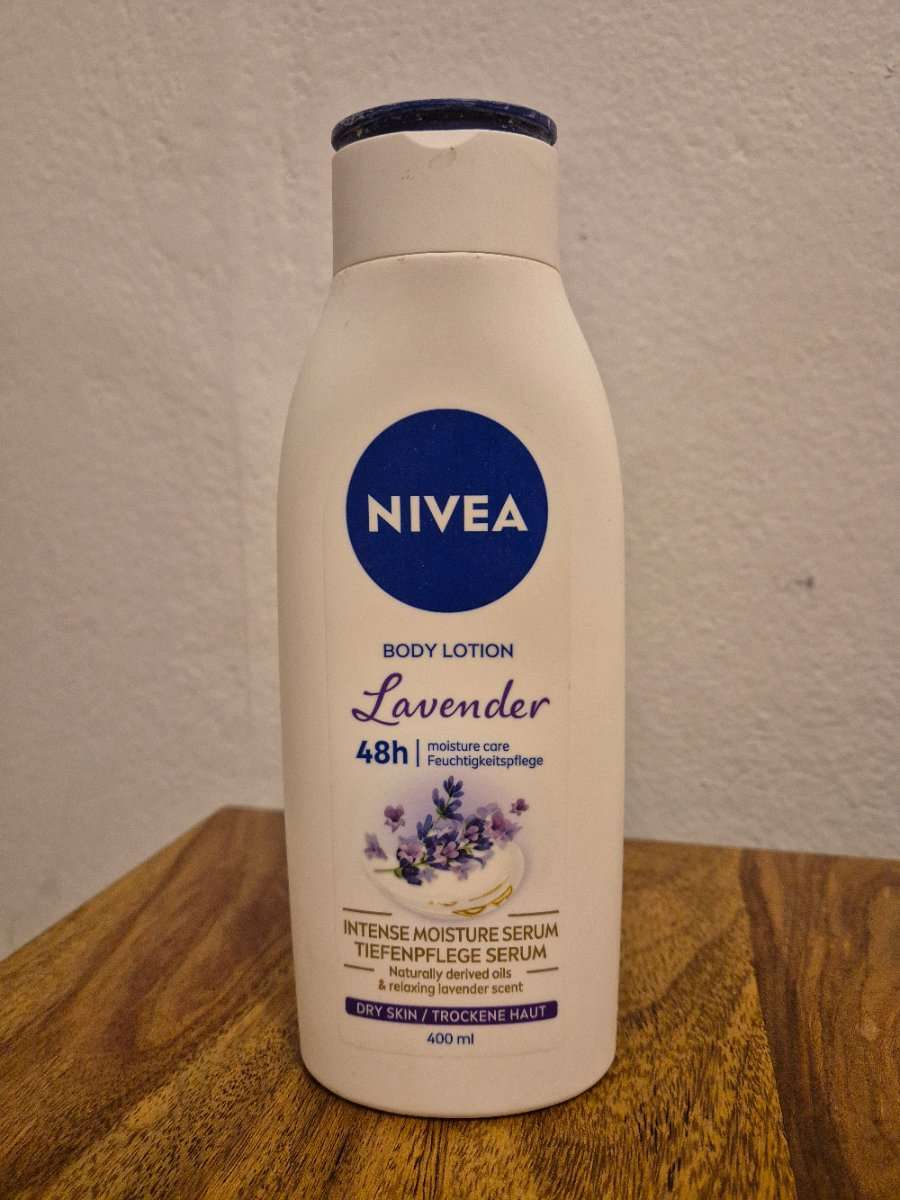 NIVEA
BODY LOTION
Lavender
48h
moisture care
Feuchtigkeitspflege
INTENSE MOISTURE SERUM
TIEFENPFLEGE SERUM
Naturally derived oils
& relaxing lavender scent
DRY SKIN / TROCKENE HAUT
400 ml